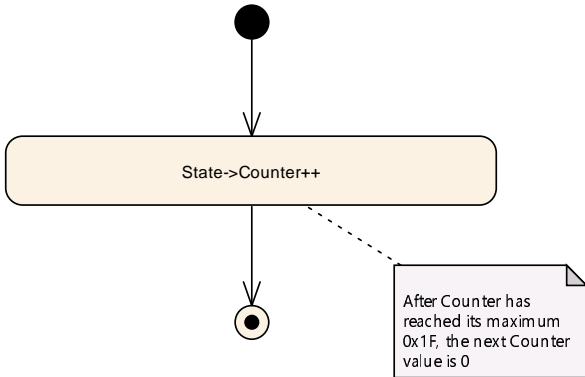 State->Counter++
After Counter has
reached its maximum
0x1F, the next Counter
value is 0